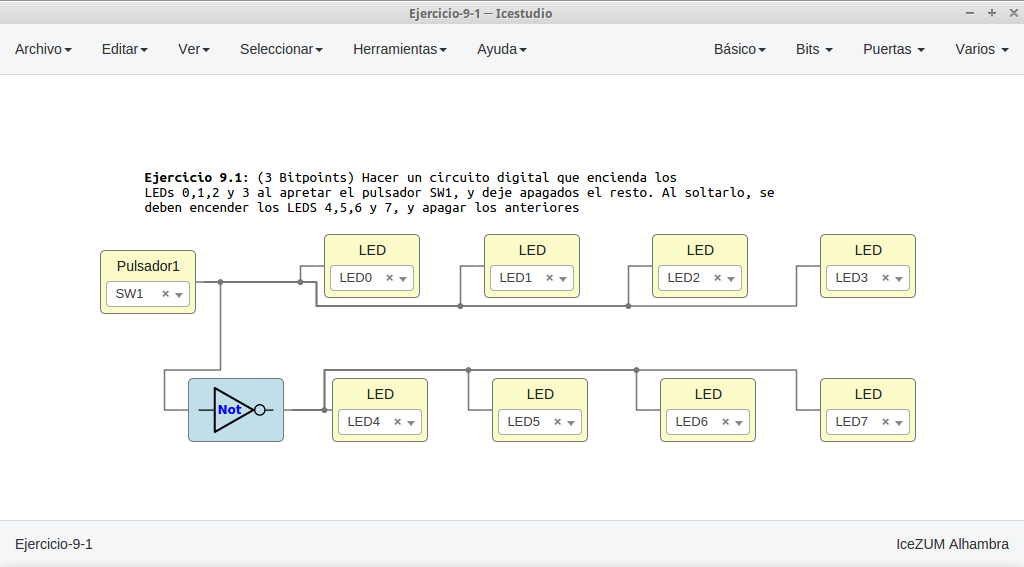 Ejercicio-9-1 — Icestudio
Archivo Editar Ver Seleccionar Herramientas Ayuda Básico Bits Puertas Varios
Ejercicio 9.1: (3 Bitpoints) Hacer un circuito digital que encienda los
LEDs 0,1,2 y 3 al apretar el pulsador SW1, y deje apagados el resto. Al soltarlo, se
deben encender los LEDS 4,5,6 y 7, y apagar los anteriores
Pulsador1
SW1
LED
LED0
LED
LED1
LED
LED2
LED
LED3
Not
LED
LED4
LED
LED5
LED
LED6
LED
LED7
Ejercicio-9-1
IceZUM Alhambra